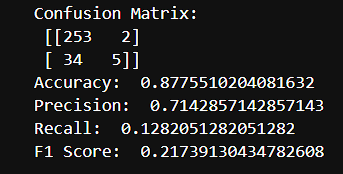 Confusion Matrix:
[[253   2]
[ 34   5]]
Accuracy:  0.8775510204081632
Precision:  0.7142857142857143
Recall:  0.1282051282051282
F1 Score:  0.21739130434782608